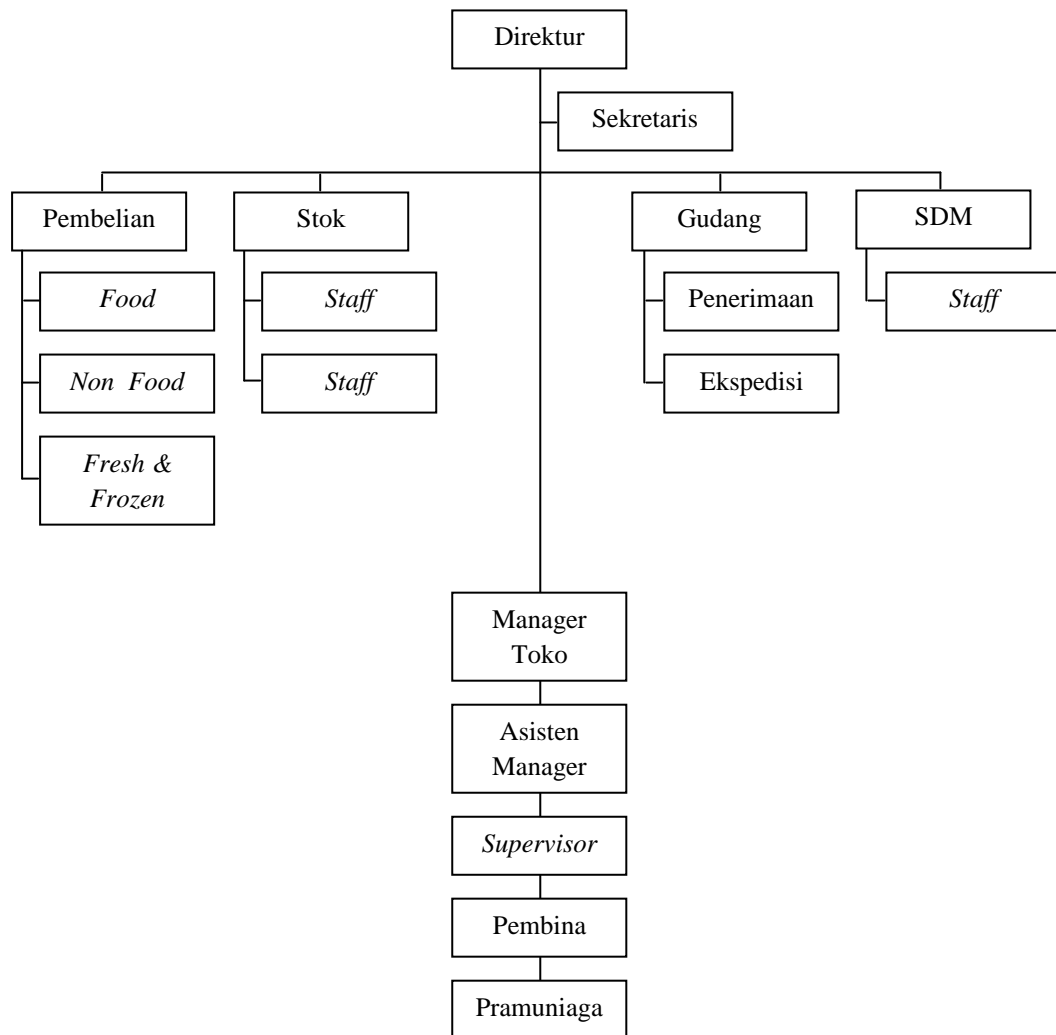 Direktur
Sekretaris
Pembelian
Stok
Gudang
SDM
Food
Staff
Penerimaan
Staff
Non Food
Staff
Ekspedisi
Fresh &
Frozen
Manager
Toko
Asisten
Manager
Supervisor
Pembina
Pramuniaga